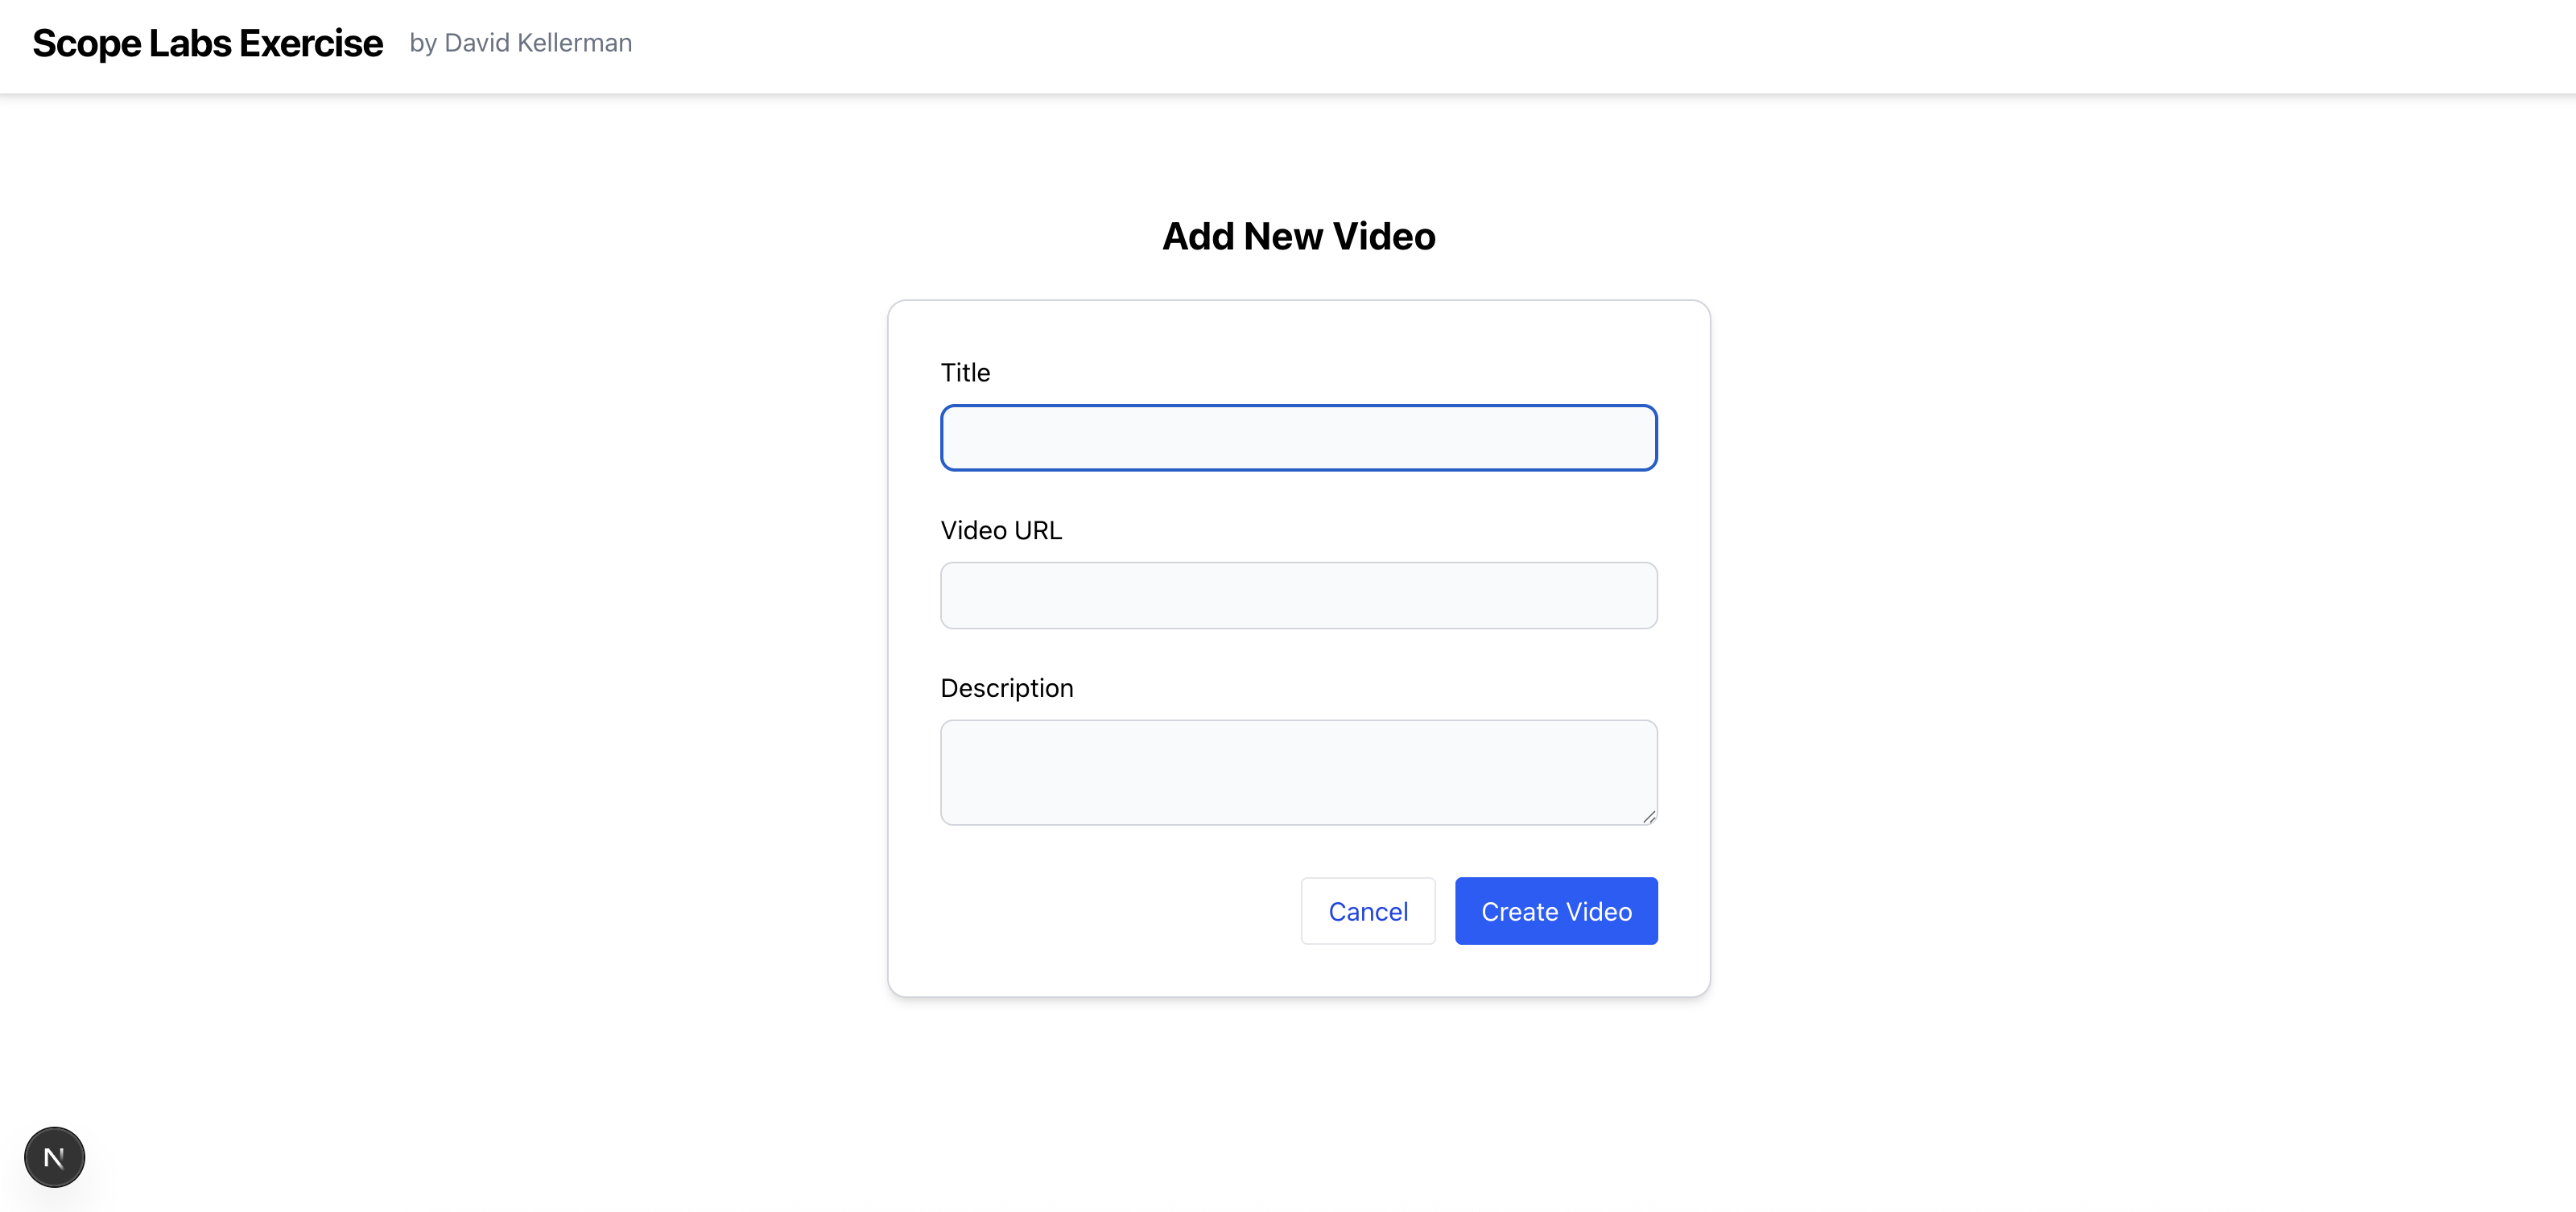 Scope Labs Exercise by David Kellerman
Add New Video
Title
Video URL
Description
Cancel Create Video
N